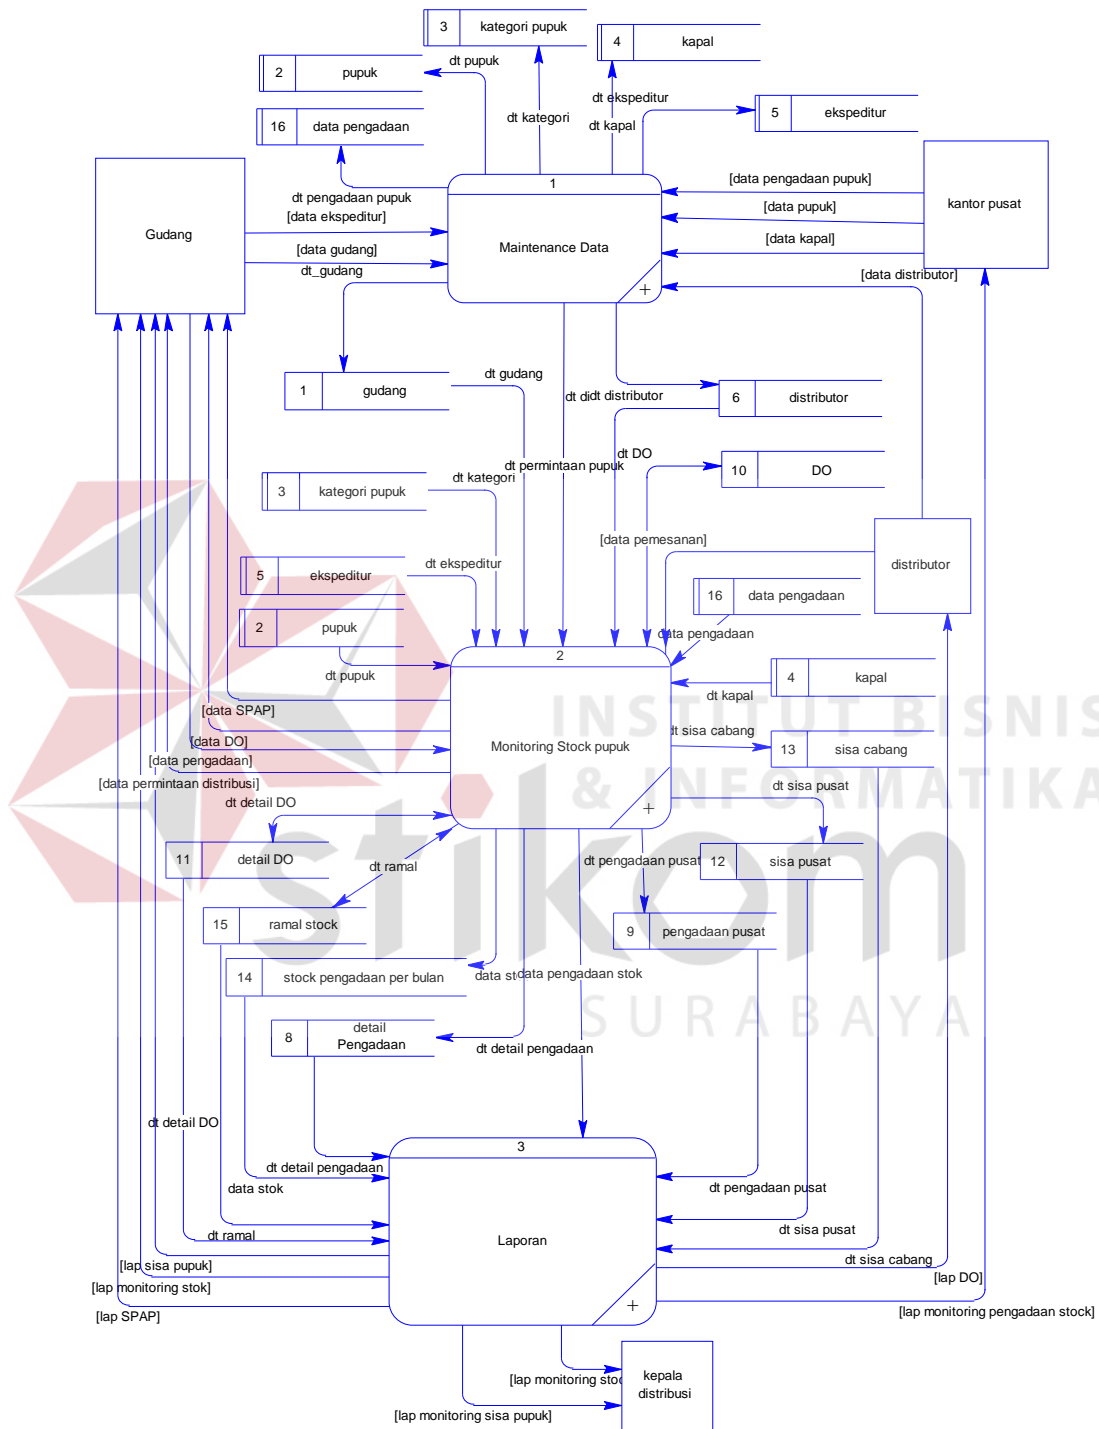 3 kategori pupuk
4 kapal
dt pupuk
2 pupuk
dt ekspeditur
5 ekspeditur
dt kategori
dt kapal
16 data pengadaan
dt pengadaan pupuk
1
[data pengadaan pupuk]
kantor pusat
[data ekspeditur]
[data pupuk]
Gudang
[data gudang]
Maintenance Data
[data kapal]
dt_gudang
[data distributor]
+
dt gudang
1 gudang
dt distributor
6 distributor
dt permintaan pupuk
dt DO
10 DO
dt kategori
3 kategori pupuk
[data pemesanan]
distributor
dt ekspeditur
5 ekspeditur
16 data pengadaan
2 pupuk
data pengadaan
2
dt pupuk
4 kapal
dt kapal
[data SPAP]
INSTITUT BISNIS
dt sisa cabang
[data DO]
Monitoring Stock pupuk
13 sisa cabang
[data pengadaan]
[data permintaan distribusi]
dt sisa pusat
& INFORMATIKA
dt detail DO
+
stikom
11 detail DO
dt ramal
dt pengadaan pusat
12 sisa pusat
15 ramal stock
9 pengadaan pusat
14 stock pengadaan per bulan
data pengadaan stok
SURABAYA
8 detail
Pengadaan
dt detail pengadaan
dt detail DO
3
dt detail pengadaan
data stok
dt pengadaan pusat
dt ramal
dt sisa pusat
Laporan
[lap sisa pupuk]
dt sisa cabang
[lap monitoring stok]
[lap DO]
[lap SPAP]
+
[lap monitoring pengadaan stock]
[lap monitoring stoc
kepala
distribusi
[lap monitoring sisa pupuk]